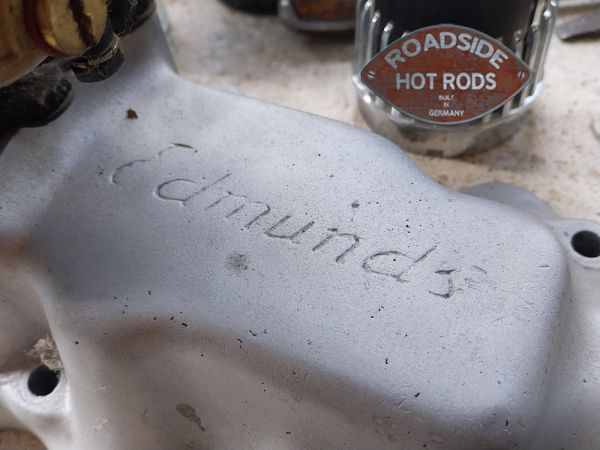 ROADSIDE
HOT RODS
BUILT
IN
GERMANY
Edmunds